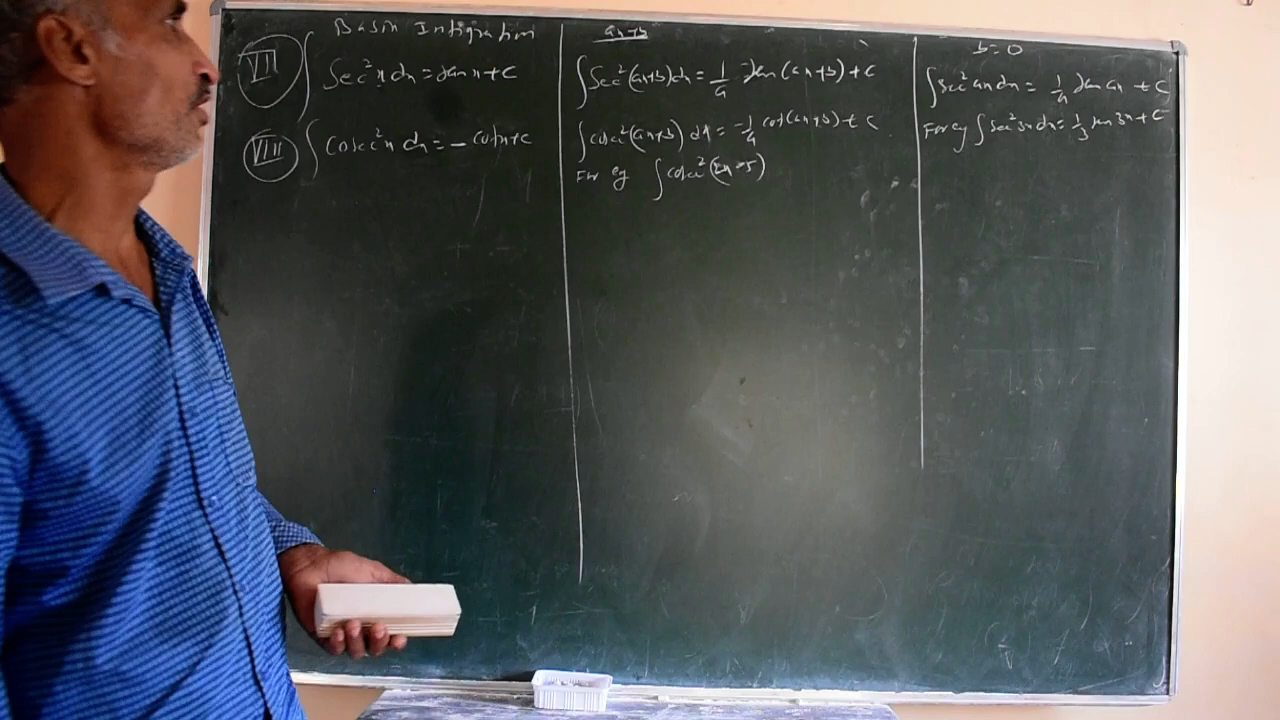 Basic Integration
VII ∫ Sec²x dx = tan x + C
VIII ∫ Cosec²x dx = - cot x + C
ax+b
∫ Sec²(ax+b) dx = 1/a tan (ax+b) + C
∫ cosec²(ax+b) dx = -1/a cot(ax+b) + C
For eg ∫ cosec²(2x+5)
b=0
∫ sec² ax dx = 1/a tan ax + C
For eg ∫ sec² 3x dx = 1/3 tan 3x + C